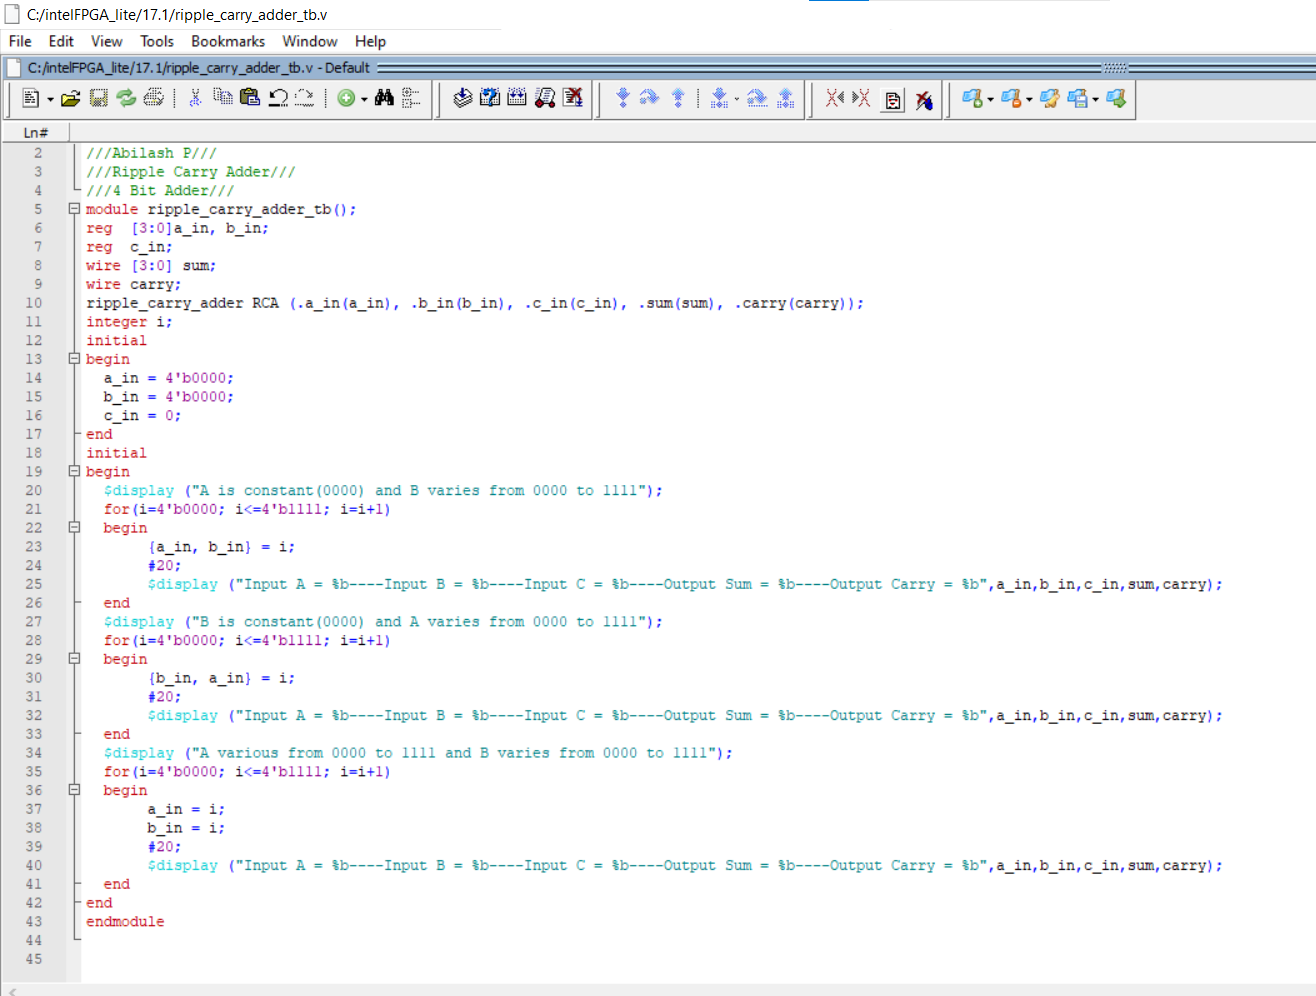 C:/intelFPGA_lite/17.1/ripple_carry_adder_tb.v
File Edit View Tools Bookmarks Window Help
C:/intelFPGA_lite/17.1/ripple_carry_adder_tb.v - Default
Ln#
2 ///Abilash P///
3 ///Ripple Carry Adder///
4 ///4 Bit Adder///
5 module ripple_carry_adder_tb();
6 reg  [3:0]a_in, b_in;
7 reg  c_in;
8 wire [3:0] sum;
9 wire carry;
10 ripple_carry_adder RCA (.a_in(a_in), .b_in(b_in), .c_in(c_in), .sum(sum), .carry(carry));
11 integer i;
12 initial
13 begin
14   a_in = 4'b0000;
15   b_in = 4'b0000;
16   c_in = 0;
17 end
18 initial
19 begin
20   $display ("A is constant(0000) and B varies from 0000 to 1111");
21   for(i=4'b0000; i<=4'b1111; i=i+1)
22   begin
23        {a_in, b_in} = i;
24        #20;
25        $display ("Input A = %b----Input B = %b----Input C = %b----Output Sum = %b----Output Carry = %b",a_in,b_in,c_in,sum,carry);
26   end
27   $display ("B is constant(0000) and A varies from 0000 to 1111");
28   for(i=4'b0000; i<=4'b1111; i=i+1)
29   begin
30        {b_in, a_in} = i;
31        #20;
32        $display ("Input A = %b----Input B = %b----Input C = %b----Output Sum = %b----Output Carry = %b",a_in,b_in,c_in,sum,carry);
33   end
34   $display ("A various from 0000 to 1111 and B varies from 0000 to 1111");
35   for(i=4'b0000; i<=4'b1111; i=i+1)
36   begin
37        a_in = i;
38        b_in = i;
39        #20;
40        $display ("Input A = %b----Input B = %b----Input C = %b----Output Sum = %b----Output Carry = %b",a_in,b_in,c_in,sum,carry);
41   end
42 end
43 endmodule
44
45